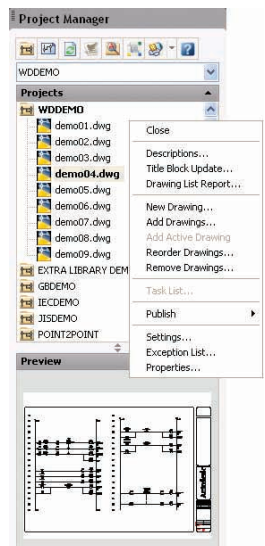 Project Manager
WDDEMO
Projects
WDDEMO
demo01.dwg
demo02.dwg
demo03.dwg
demo04.dwg
demo05.dwg
demo06.dwg
demo07.dwg
demo08.dwg
demo09.dwg
EXTRA LIBRARY DEM
GBDEMO
IECDEMO
JISDEMO
POINT2POINT
Close
Descriptions...
Title Block Update...
Drawing List Report...
New Drawing...
Add Drawings...
Add Active Drawing
Reorder Drawings...
Remove Drawings...
Task List...
Publish
Settings...
Exception List...
Properties...
Preview
Autodesk